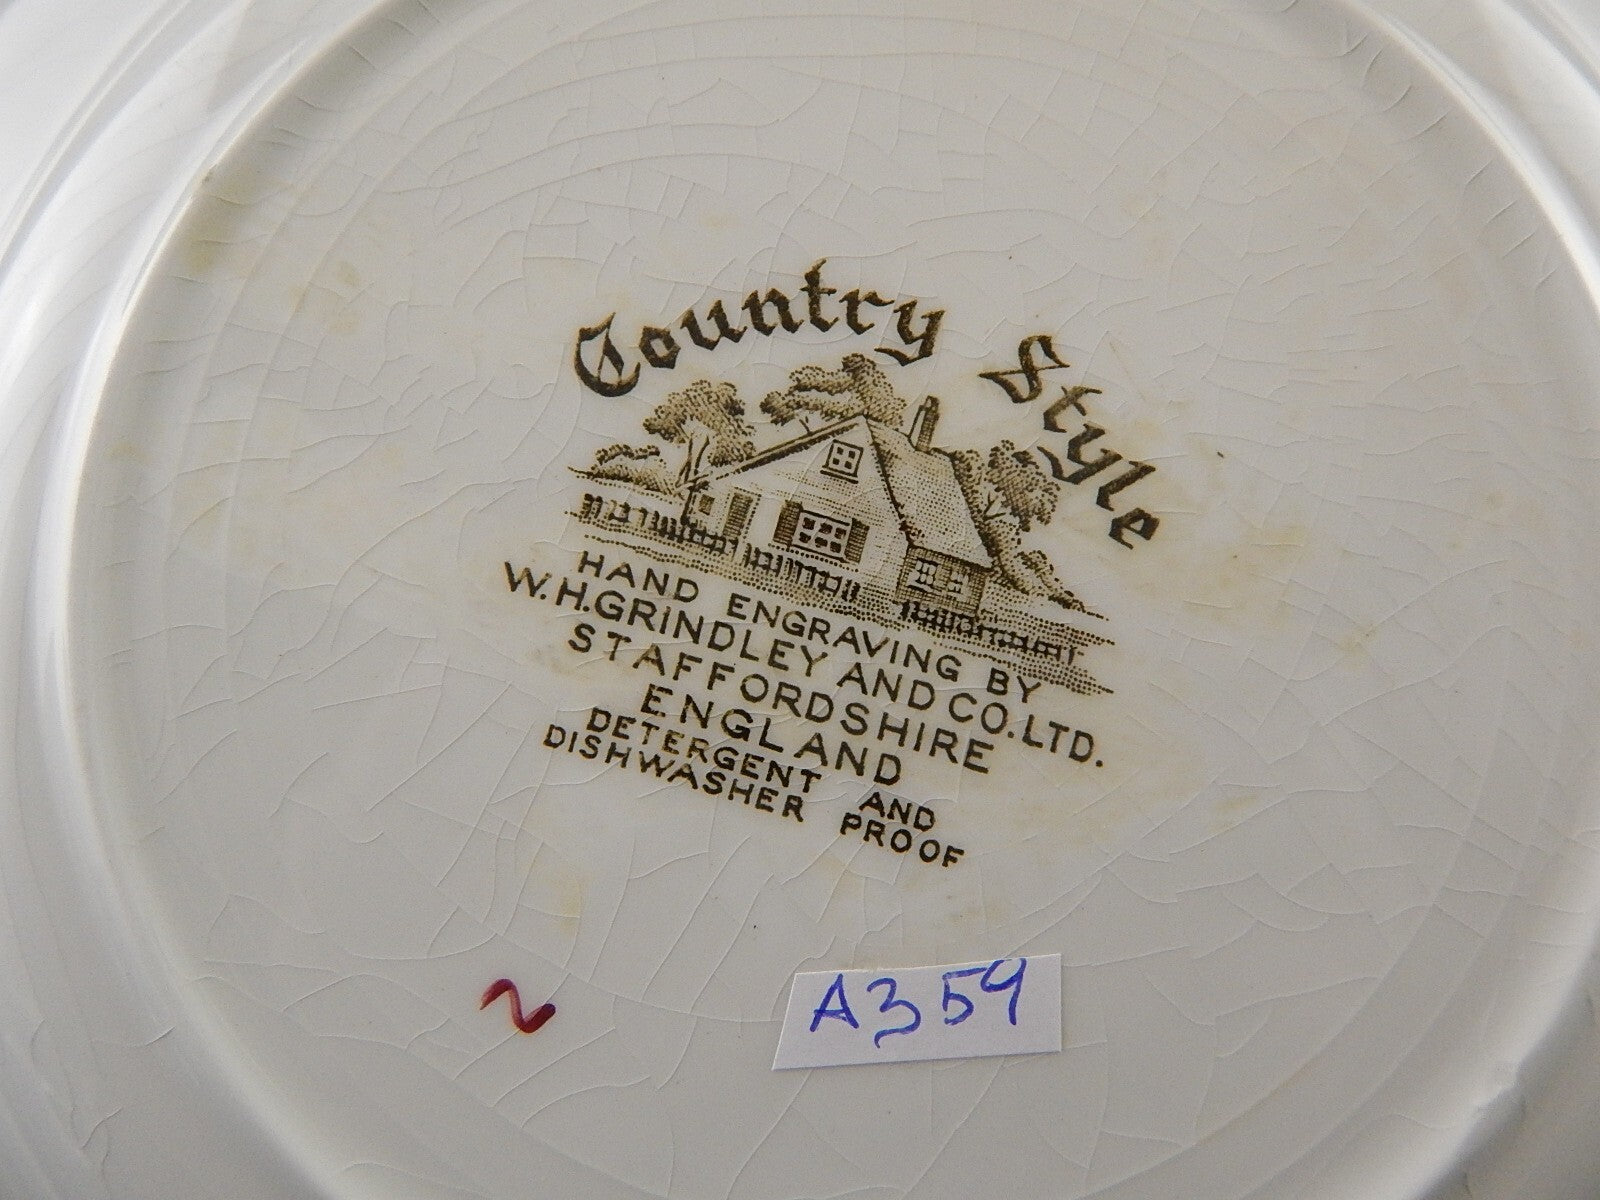 Country Style
HAND ENGRAVING BY
W.H.GRINDLEY AND CO.LTD.
STAFFORDSHIRE
ENGLAND
DETERGENT AND
DISHWASHER PROOF
A359